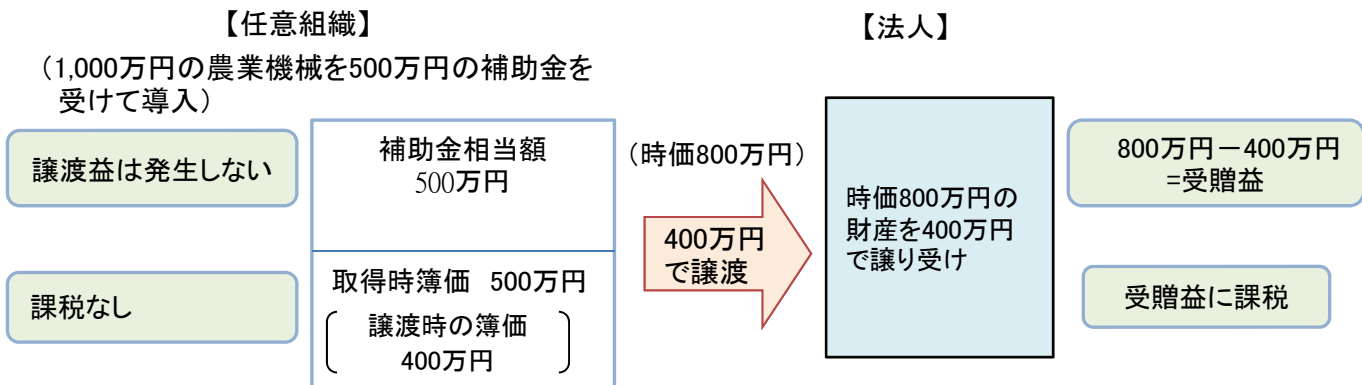 【任意組織】
(1,000万円の農業機械を500万円の補助金を
受けて導入)
譲渡益は発生しない
課税なし
補助金相当額
500万円
取得時簿価 500万円
譲渡時の簿価
400万円
(時価800万円)
400万円
で譲渡
【法人】
時価800万円の
財産を400万円
で譲り受け
800万円－400万円
=受贈益
受贈益に課税